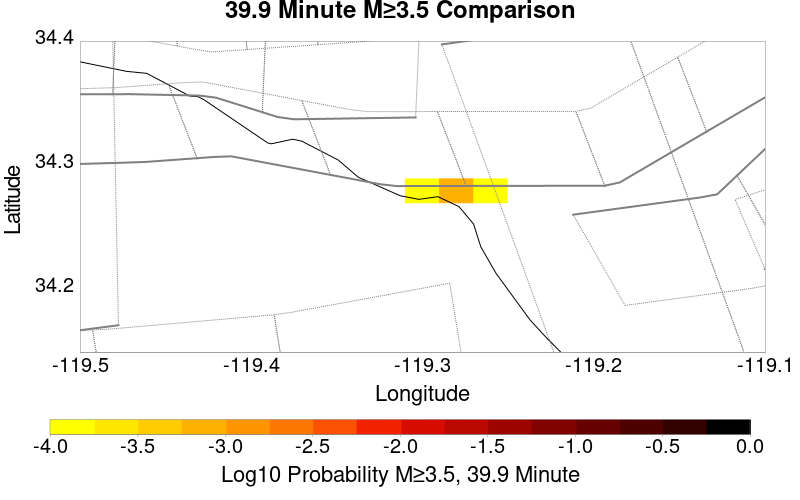 39.9 Minute M≥3.5 Comparison
34.4
34.3
34.2
Latitude
-119.5 -119.4 -119.3 -119.2 -119.1
Longitude
-4.0 -3.5 -3.0 -2.5 -2.0 -1.5 -1.0 -0.5 0.0
Log10 Probability M≥3.5, 39.9 Minute